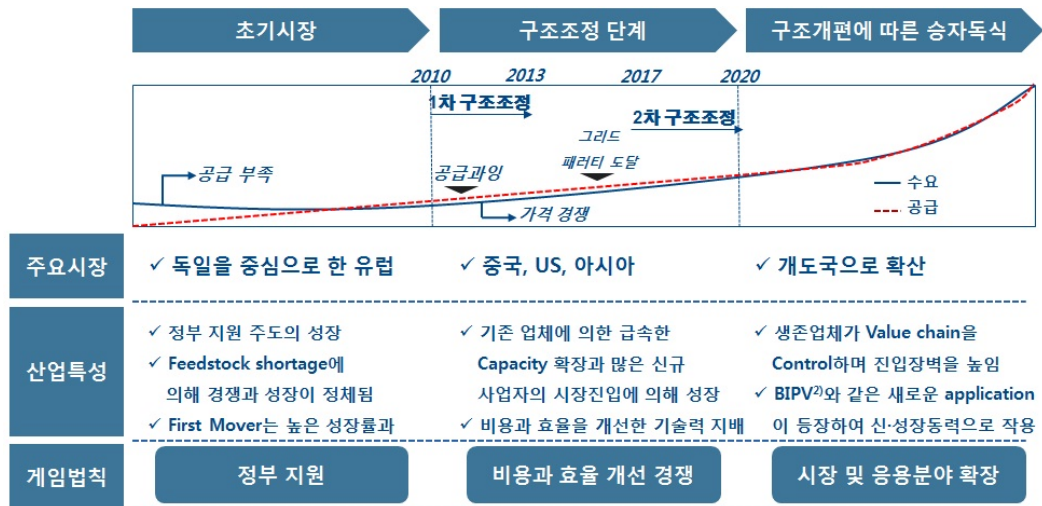 초기시장
구조조정 단계
구조개편에 따른 승자독식
2010
2013
2017
2020
1차 구조조정
2차 구조조정
그리드
패러티 도달
공급 부족
공급과잉
가격 경쟁
수요
공급
주요시장
✓ 독일을 중심으로 한 유럽
✓ 중국, US, 아시아
✓ 개도국으로 확산
산업특성
✓ 정부 지원 주도의 성장
✓ Feedstock shortage에
의해 경쟁과 성장이 정체됨
✓ First Mover는 높은 성장률과
✓ 기존 업체에 의한 급속한
Capacity 확장과 많은 신규
사업자의 시장진입에 의해 성장
✓ 비용과 효율을 개선한 기술력 지배
✓ 생존업체가 Value chain을
Control하며 진입장벽을 높임
✓ BIPV²⁾와 같은 새로운 application
이 등장하여 신·성장동력으로 작용
게임법칙
정부 지원
비용과 효율 개선 경쟁
시장 및 응용분야 확장